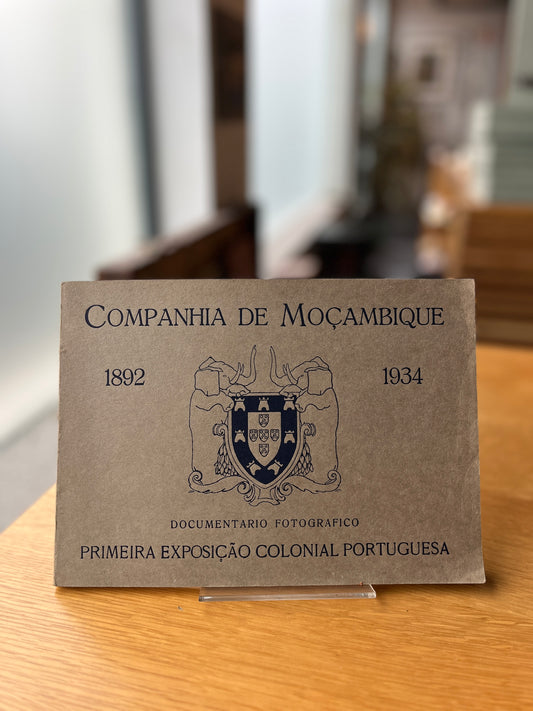 COMPANHIA DE MOÇAMBIQUE
1892 1934
DOCUMENTARIO FOTOGRAFICO
PRIMEIRA EXPOSIÇÃO COLONIAL PORTUGUESA